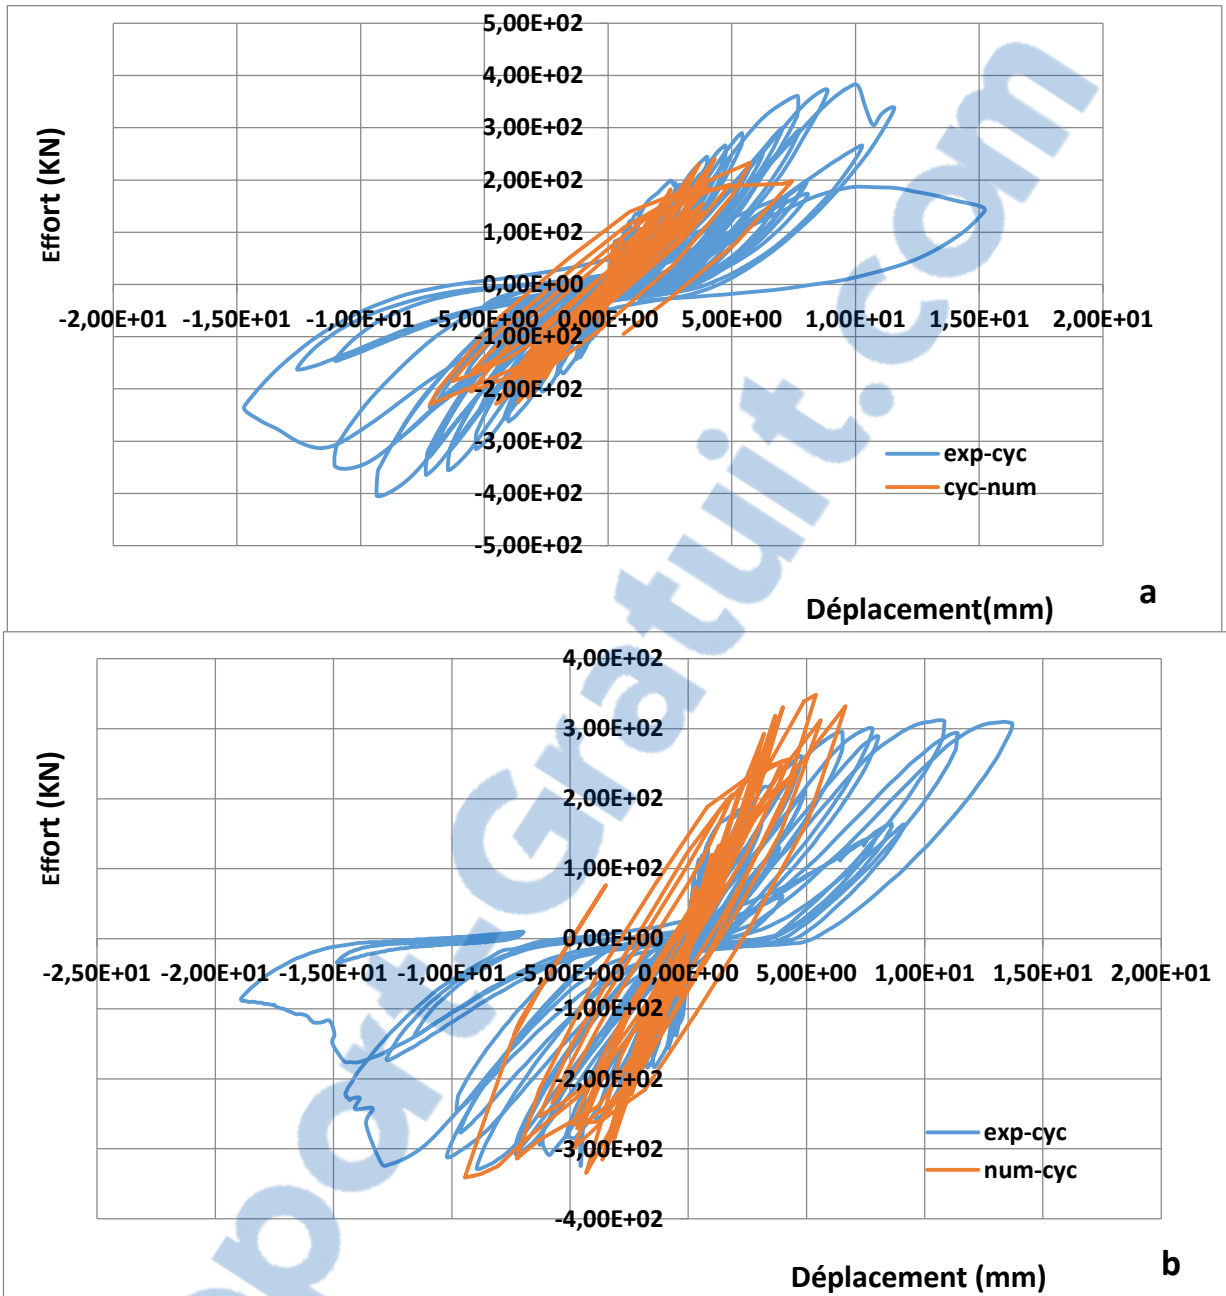 5,00E+02
4,00E+02
3,00E+02
2,00E+02
1,00E+02
0,00E+00
-2,00E+01 -1,50E+01 -1,00E+01 -5,00E+00 0,00E+00 5,00E+00 1,00E+01 1,50E+01 2,00E+01
-1,00E+02
-2,00E+02
-3,00E+02
-4,00E+02
-5,00E+02
Effort (KN)
exp-cyc
cyc-num
Déplacement(mm)
a
4,00E+02
3,00E+02
2,00E+02
1,00E+02
0,00E+00
-2,50E+01 -2,00E+01 -1,50E+01 -1,00E+01 -5,00E+00 0,00E+00 5,00E+00 1,00E+01 1,50E+01 2,00E+01
-1,00E+02
-2,00E+02
-3,00E+02
-4,00E+02
Effort (KN)
exp-cyc
num-cyc
Déplacement (mm)
b
pport-Gratuit.com